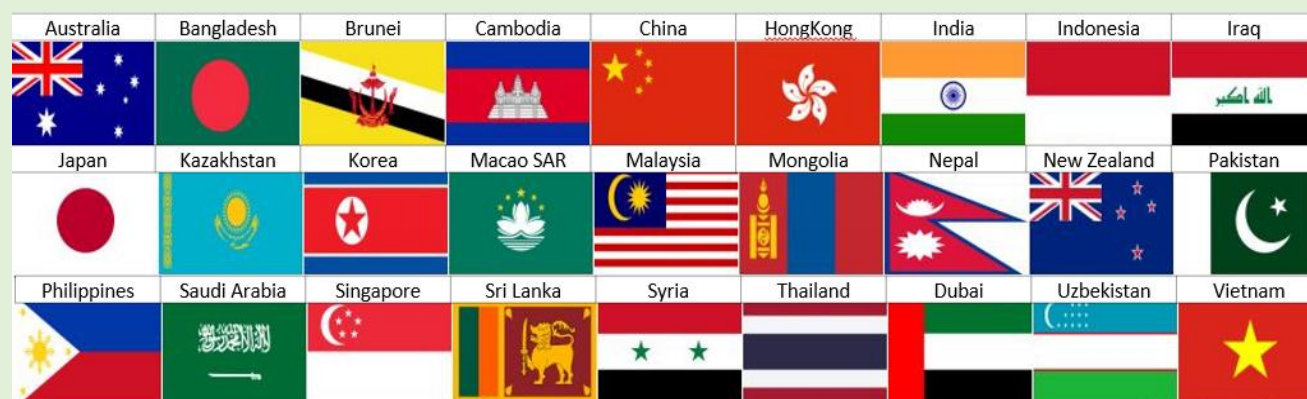 Australia Bangladesh Brunei Cambodia China HongKong India Indonesia Iraq
الله اكبر
Japan Kazakhstan Korea Macao SAR Malaysia Mongolia Nepal New Zealand Pakistan
Philippines Saudi Arabia Singapore Sri Lanka Syria Thailand Dubai Uzbekistan Vietnam